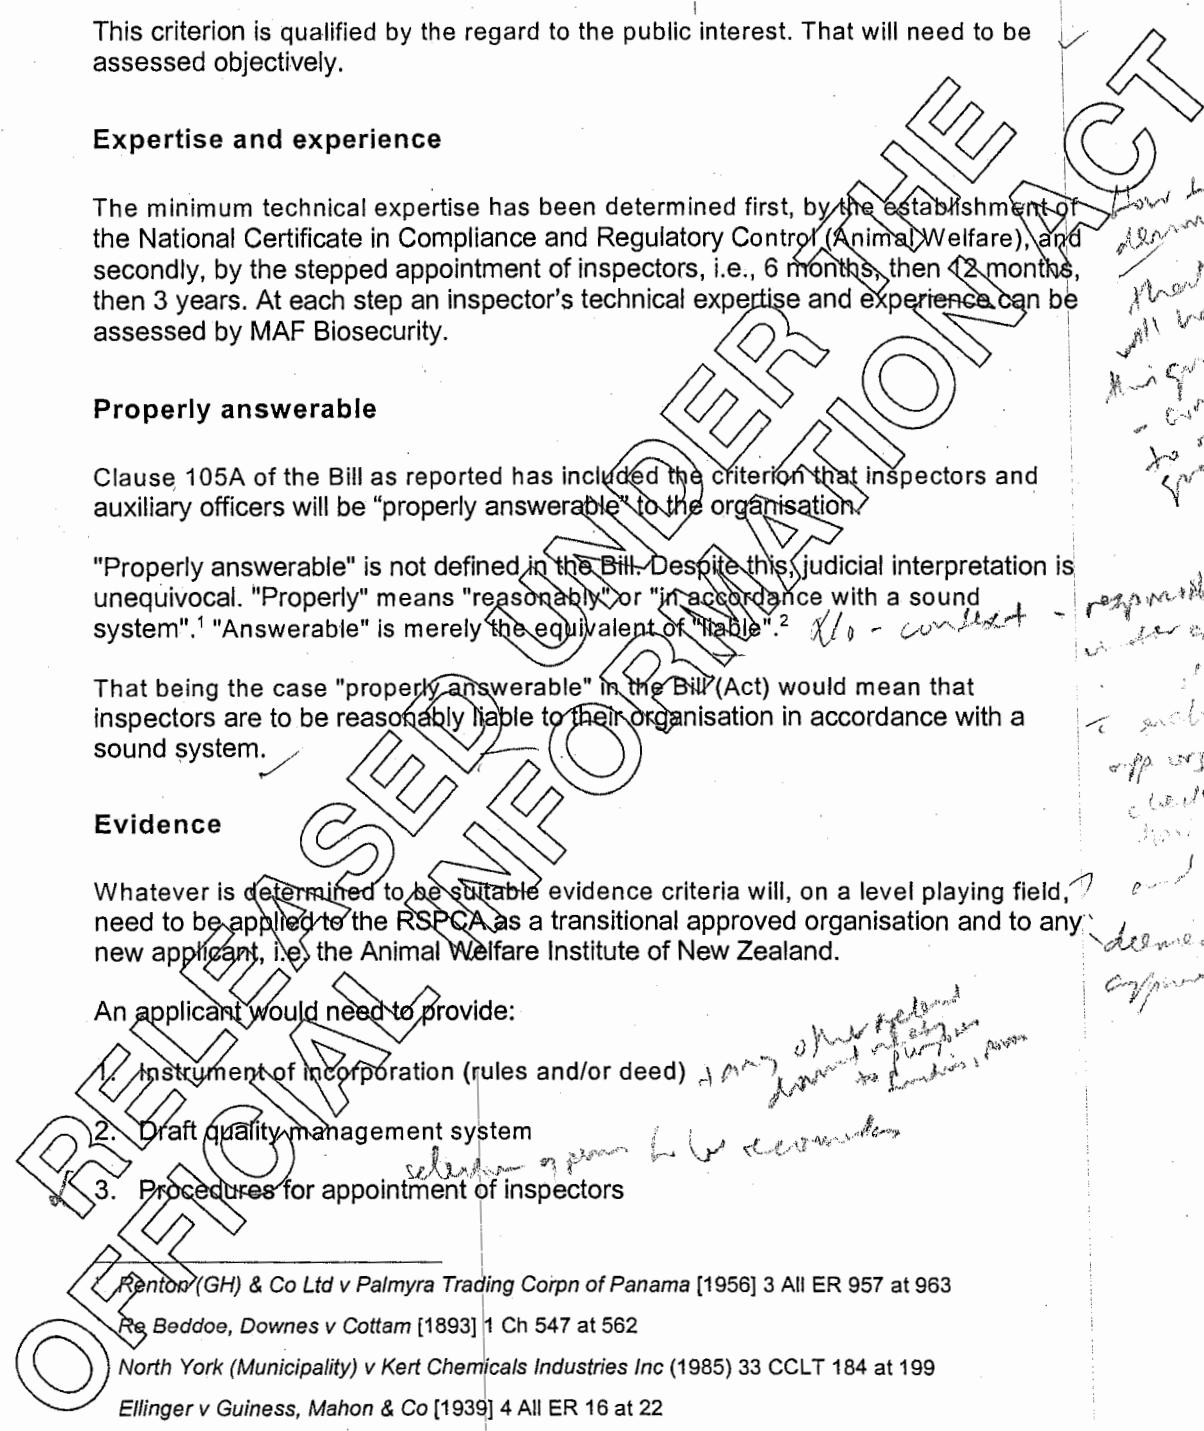 This criterion is qualified by the regard to the public interest. That will need to be
assessed objectively.
Expertise and experience
The minimum technical expertise has been determined first, by the establishment of
the National Certificate in Compliance and Regulatory Control (Animal Welfare), and
secondly, by the stepped appointment of inspectors, i.e., 6 months, then 12 months,
then 3 years. At each step an inspector's technical expertise and experience can be
assessed by MAF Biosecurity.
Properly answerable
Clause 105A of the Bill as reported has included the criterion that inspectors and
auxiliary officers will be "properly answerable" to the organisation.
"Properly answerable" is not defined in the Bill. Despite this, judicial interpretation is
unequivocal. "Properly" means "reasonably" or "in accordance with a sound
system".¹ "Answerable" is merely the equivalent of "liable".² - context -
That being the case "properly answerable" in the Bill (Act) would mean that
inspectors are to be reasonably liable to their organisation in accordance with a
sound system.
Evidence
Whatever is determined to be suitable evidence criteria will, on a level playing field,
need to be applied to the RSPCA as a transitional approved organisation and to any
new applicant, i.e. the Animal Welfare Institute of New Zealand.
An applicant would need to provide:
1. Instrument of incorporation (rules and/or deed)
2. Draft quality management system
selection of person to be
3. Procedures for appointment of inspectors
Renton (GH) & Co Ltd v Palmyra Trading Corpn of Panama [1956] 3 All ER 957 at 963
Re Beddoe, Downes v Cottam [1893] 1 Ch 547 at 562
North York (Municipality) v Kert Chemicals Industries Inc (1985) 33 CCLT 184 at 199
Ellinger v Guiness, Mahon & Co [1939] 4 All ER 16 at 22
RELEASED UNDER THE
OFFICIAL INFORMATION ACT